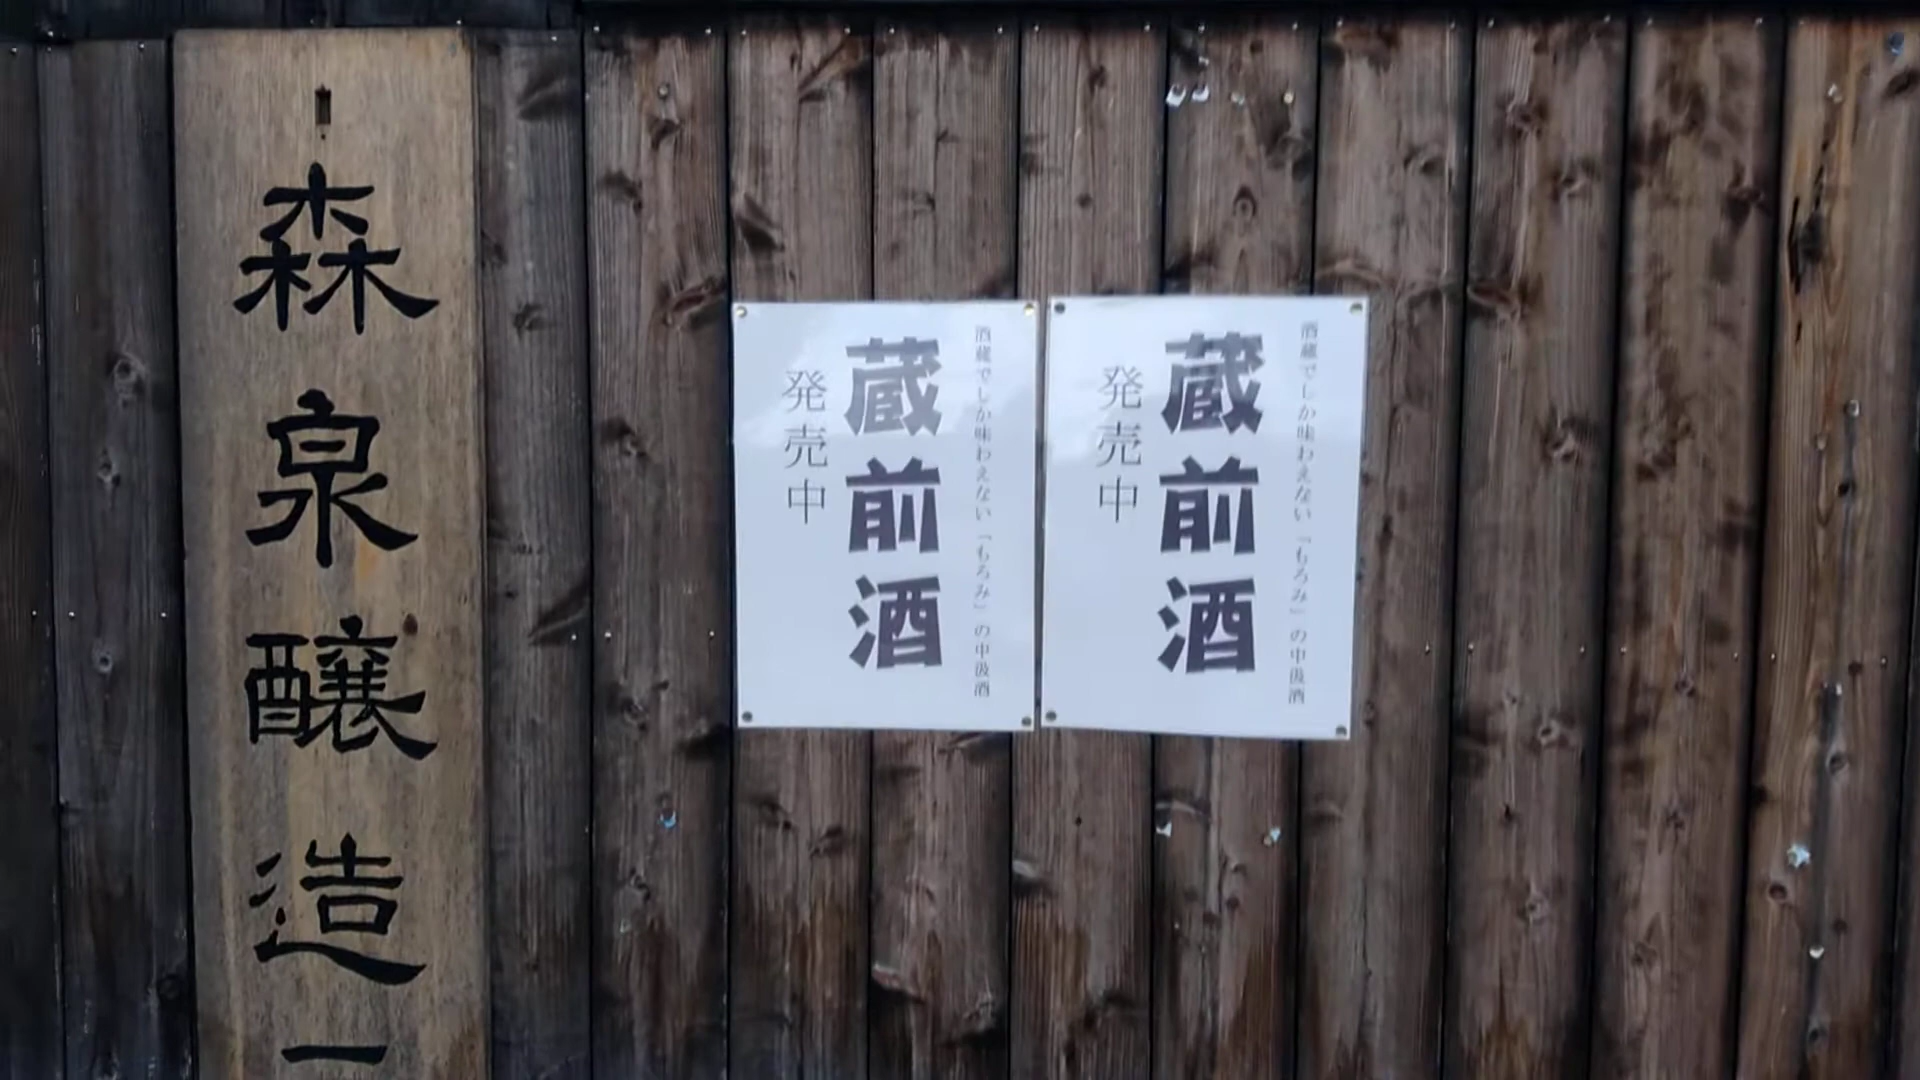 森泉醸造一
酒蔵でしか味わえない「もろみ」の中汲酒
蔵前酒
発売中
酒蔵でしか味わえない「もろみ」の中汲酒
蔵前酒
発売中